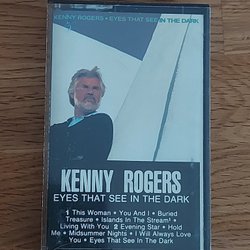 KENNY ROGERS • EYES THAT SEE IN THE DARK
KENNY ROGERS
EYES THAT SEE IN THE DARK
1 This Woman • You And I • Buried
Treasure • Islands In The Stream¹ •
Living With You 2 Evening Star • Hold
Me • Midsummer Nights • I Will Always Love
You • Eyes That See In The Dark